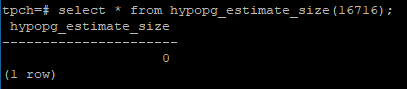 tpch=# select * from hypopg_estimate_size(16716);
 hypopg_estimate_size
----------------------
                    0
(1 row)